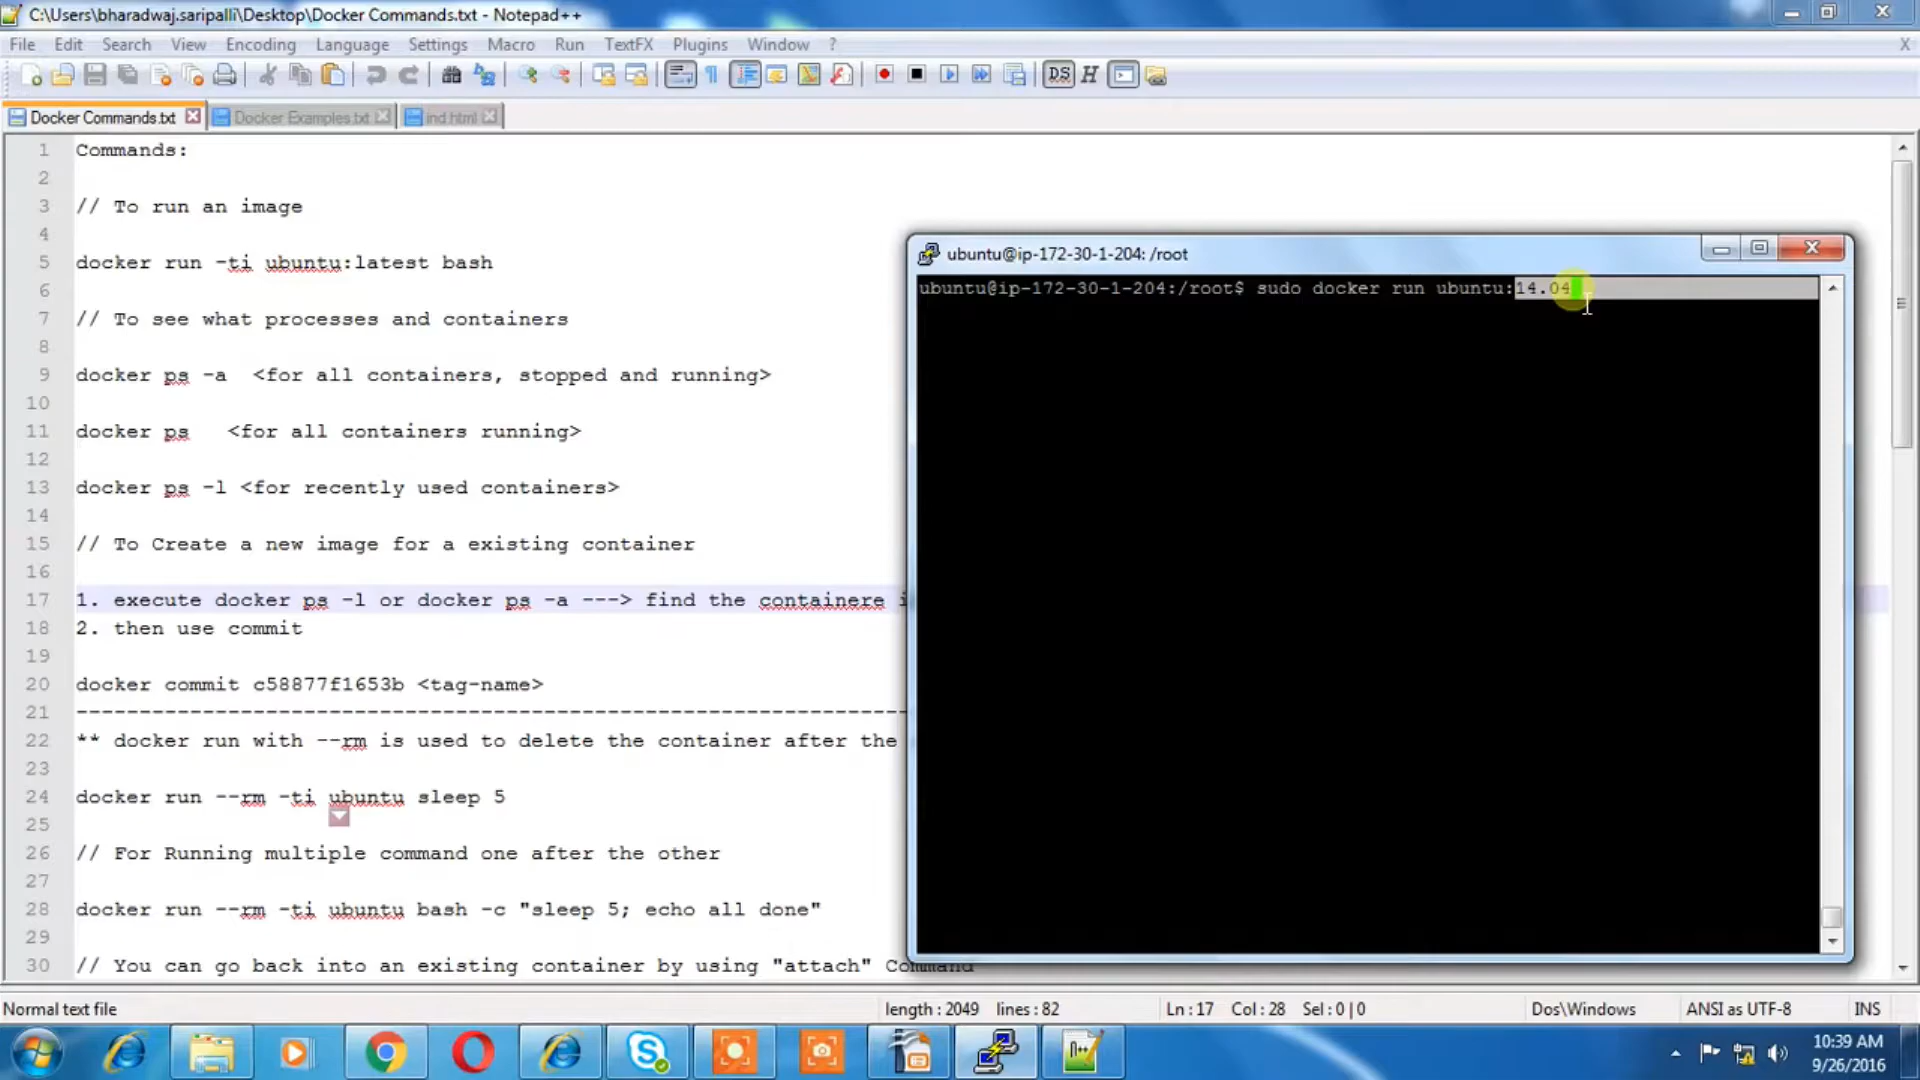 C:\Users\bharadwaj.saripalli\Desktop\Docker Commands.txt - Notepad++
File Edit Search View Encoding Language Settings Macro Run TextFX Plugins Window ? X
Docker Commands.txt Docker Examples.txt ind.html
1 Commands:
2
3 // To run an image
4
5 docker run -ti ubuntu:latest bash
6
7 // To see what processes and containers
8
9 docker ps -a <for all containers, stopped and running>
10
11 docker ps <for all containers running>
12
13 docker ps -l <for recently used containers>
14
15 // To Create a new image for a existing container
16
17 1. execute docker ps -l or docker ps -a ---> find the containere i
18 2. then use commit
19
20 docker commit c58877f1653b <tag-name>
21 ------------------------------------------------------------------
22 ** docker run with --rm is used to delete the container after the
23
24 docker run --rm -ti ubuntu sleep 5
25
26 // For Running multiple command one after the other
27
28 docker run --rm -ti ubuntu bash -c "sleep 5; echo all done"
29
30 // You can go back into an existing container by using "attach" Command
ubuntu@ip-172-30-1-204: /root
ubuntu@ip-172-30-1-204:/root$ sudo docker run ubuntu:14.04
Normal text file length : 2049 lines : 82 Ln : 17 Col : 28 Sel : 0 | 0 Dos\Windows ANSI as UTF-8 INS
10:39 AM
9/26/2016